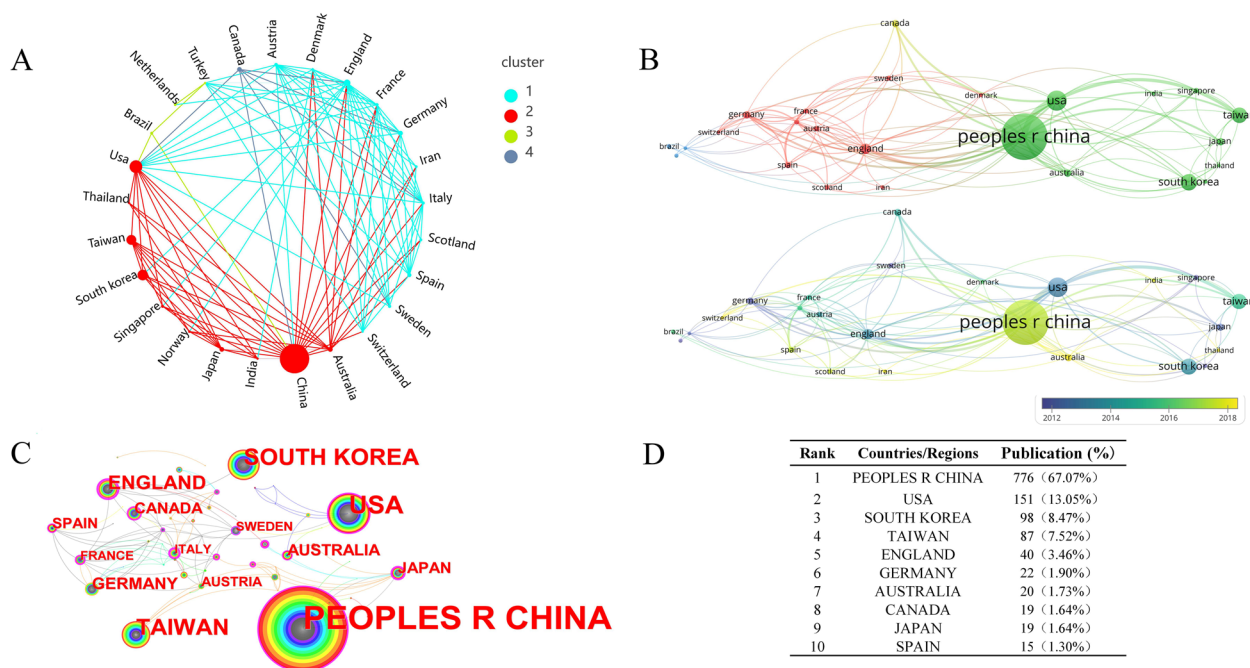 A
Austria
Denmark
England
France
Germany
Iran
Italy
Scotland
Spain
Sweden
Switzerland
Australia
China
India
Japan
Norway
Singapore
South korea
Taiwan
Thailand
Usa
Brazil
Netherlands
Turkey
Canada
cluster
1
2
3
4
B
canada
sweden
denmark
usa
india
singapore
taiwan
germany
france
switzerland
austria
peoples r china
brazil
england
japan
spain
australia
thailand
scotland
iran
south korea
canada
sweden
denmark
usa
india
singapore
taiwan
germany
france
switzerland
austria
peoples r china
brazil
england
japan
spain
australia
thailand
scotland
iran
south korea
2012 2014 2016 2018
C
SOUTH KOREA
ENGLAND
USA
CANADA
SPAIN
SWEDEN
FRANCE
ITALY
AUSTRALIA
JAPAN
GERMANY
AUSTRIA
PEOPLES R CHINA
TAIWAN
D
Rank Countries/Regions Publication (%)
1 PEOPLES R CHINA 776（67.07%）
2 USA 151（13.05%）
3 SOUTH KOREA 98（8.47%）
4 TAIWAN 87（7.52%）
5 ENGLAND 40（3.46%）
6 GERMANY 22（1.90%）
7 AUSTRALIA 20（1.73%）
8 CANADA 19（1.64%）
9 JAPAN 19（1.64%）
10 SPAIN 15（1.30%）